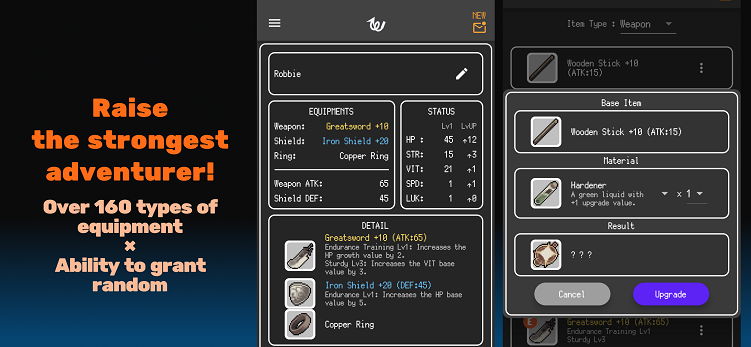 Raise
the strongest
adventurer!
Over 160 types of
equipment
×
Ability to grant
random
NEW
Robbie
EQUIPMENTS
Weapon: Greatsword +10
Shield: Iron Shield +20
Ring: Copper Ring
Weapon ATK: 65
Shield DEF: 45
STATUS
Lv1 LvUP
HP : 45 +12
STR: 15 +3
VIT: 21 +1
SPD: 1 +1
LUK: 1 +0
DETAIL
Greatsword +10 (ATK:65)
Endurance Training Lv1: Increases the
HP growth value by 2.
Sturdy Lv3: Increases the VIT base
value by 3.
Iron Shield +20 (DEF:45)
Endurance Lv1: Increases the HP base
value by 5.
Copper Ring
Item Type : Weapon
Wooden Stick +10
(ATK:15)
Base Item
Wooden Stick +10 (ATK:15)
Material
Hardener
A green liquid with
+1 upgrade value.
× 1
Result
? ? ?
Cancel
Upgrade
E
Greatsword +10 (ATK:65)
Endurance Training Lv1
Sturdy Lv3